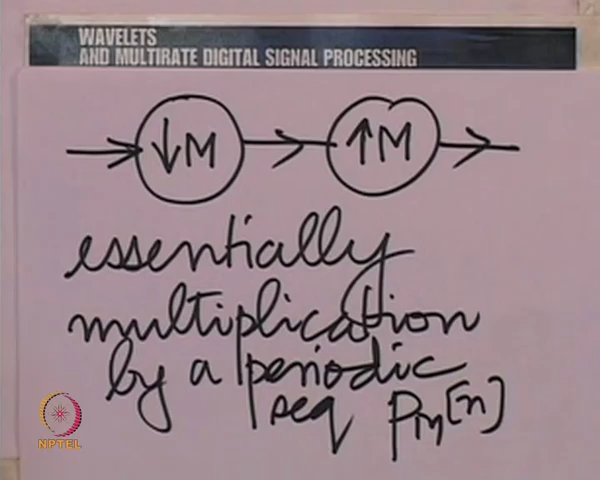 WAVELETS
AND MULTIRATE DIGITAL SIGNAL PROCESSING
↓M ↑M
essentially
multiplication
by a periodic
seq PM[n]
NPTEL